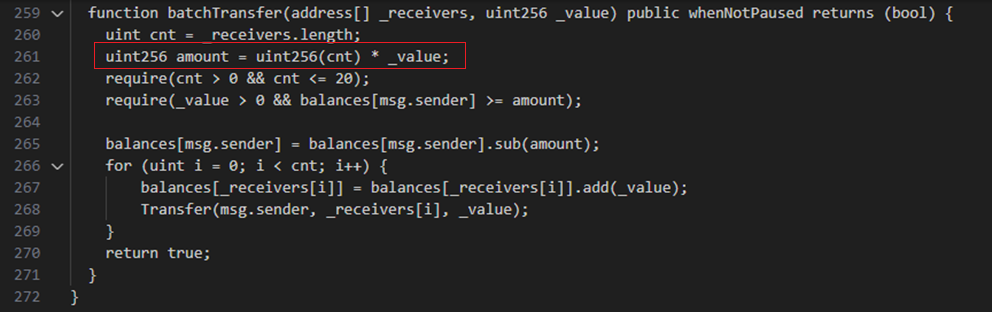 259 function batchTransfer(address[] _receivers, uint256 _value) public whenNotPaused returns (bool) {
260 uint cnt = _receivers.length;
261 uint256 amount = uint256(cnt) * _value;
262 require(cnt > 0 && cnt <= 20);
263 require(_value > 0 && balances[msg.sender] >= amount);
264
265 balances[msg.sender] = balances[msg.sender].sub(amount);
266 for (uint i = 0; i < cnt; i++) {
267 balances[_receivers[i]] = balances[_receivers[i]].add(_value);
268 Transfer(msg.sender, _receivers[i], _value);
269 }
270 return true;
271 }
272 }